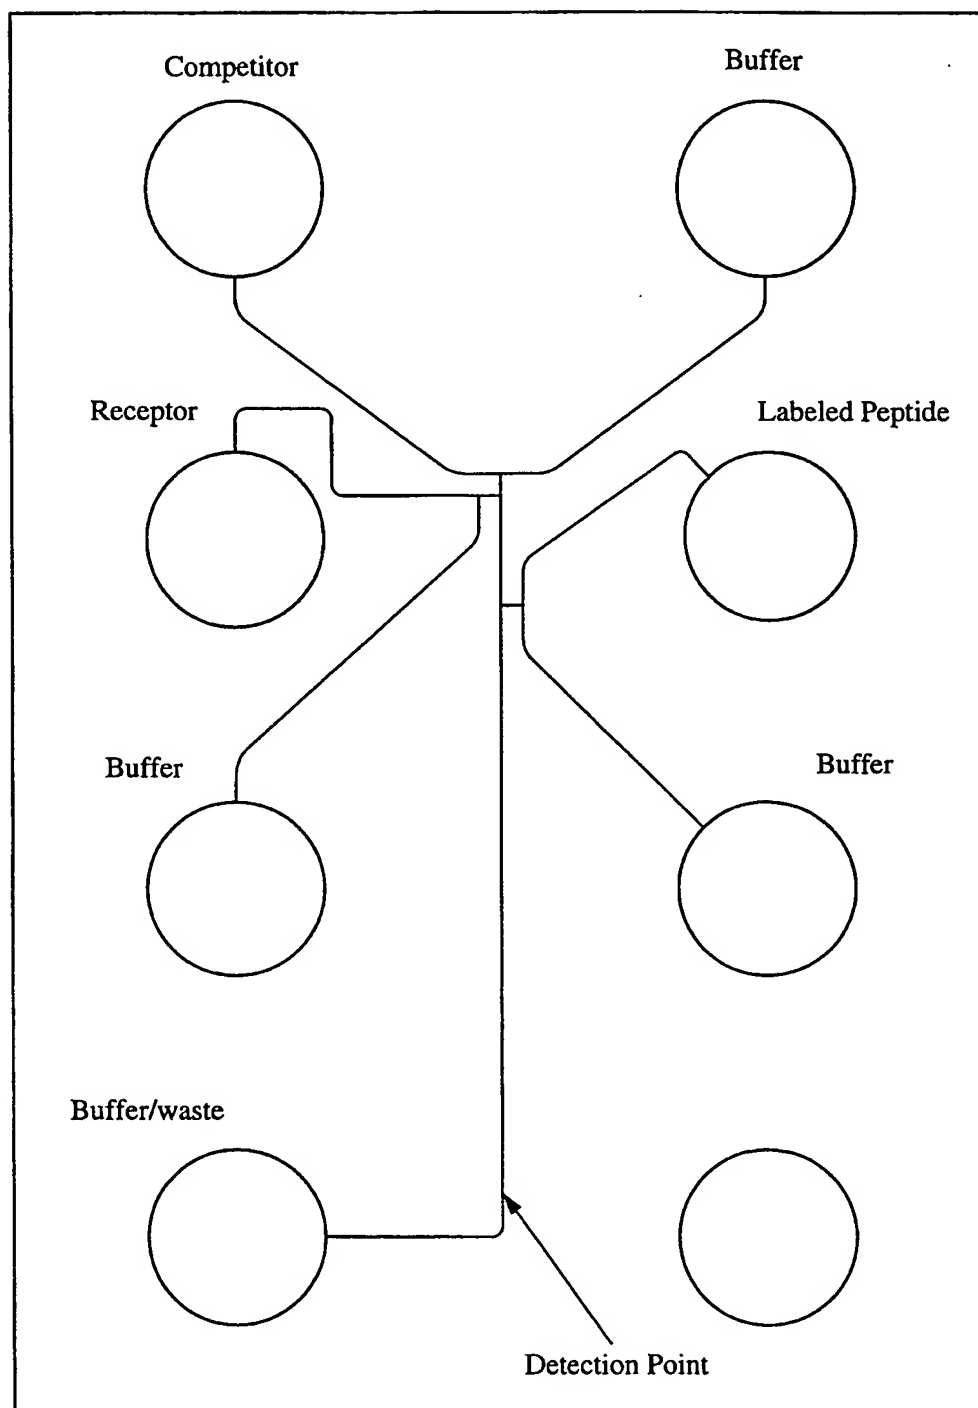 Competitor
Buffer
Receptor
Labeled Peptide
Buffer
Buffer
Buffer/waste
Detection Point